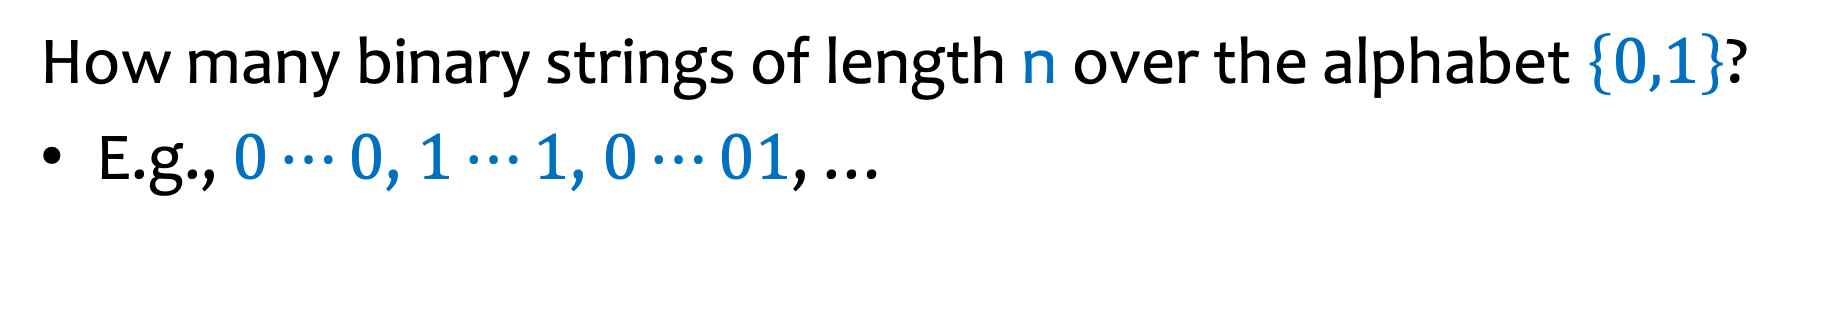 How many binary strings of length n over the alphabet {0,1}?
• E.g., 0 ⋯ 0, 1 ⋯ 1, 0 ⋯ 01, …